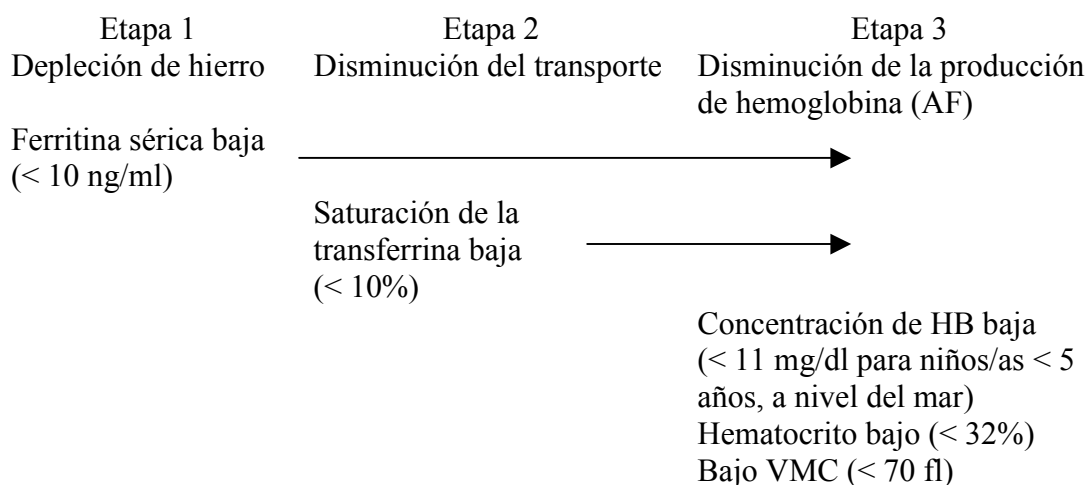 Etapa 1
Depleción de hierro
Etapa 2
Disminución del transporte
Etapa 3
Disminución de la producción
de hemoglobina (AF)
Ferritina sérica baja
(< 10 ng/ml)
Saturación de la
transferrina baja
(< 10%)
Concentración de HB baja
(< 11 mg/dl para niños/as < 5
años, a nivel del mar)
Hematocrito bajo (< 32%)
Bajo VMC (< 70 fl)